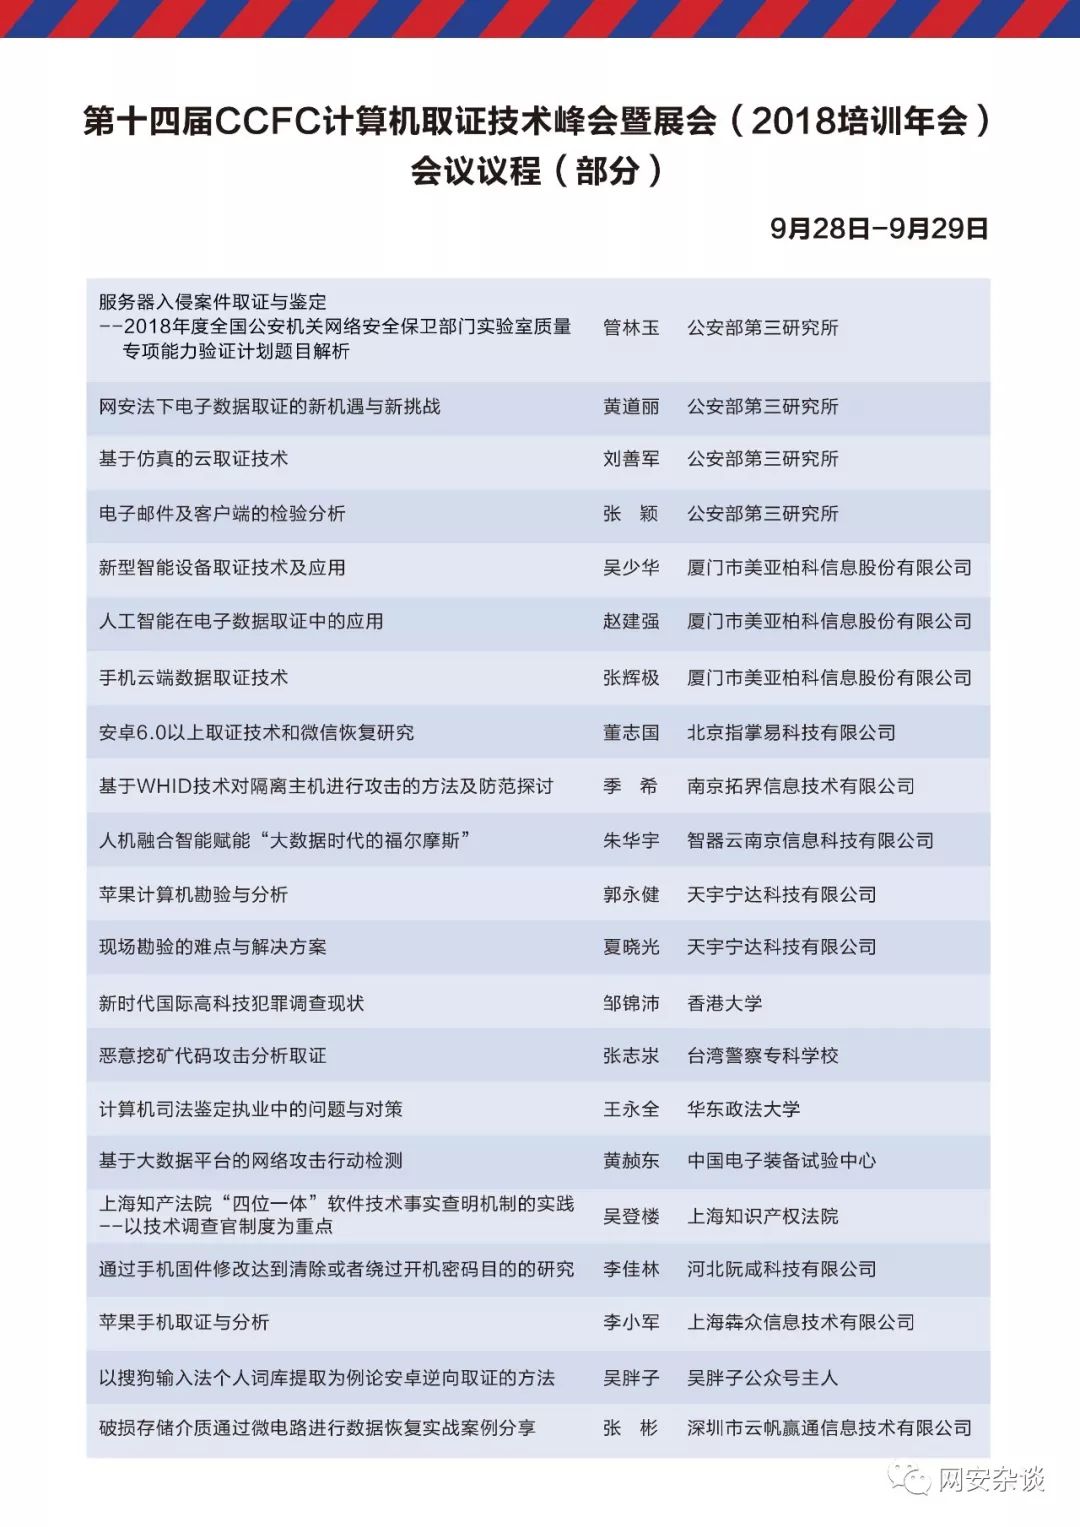 第十四届CCFC计算机取证技术峰会暨展会（2018培训年会）
会议议程（部分）
9月28日-9月29日
服务器入侵案件取证与鉴定
--2018年度全国公安机关网络安全保卫部门实验室质量
专项能力验证计划题目解析 管林玉 公安部第三研究所
网安法下电子数据取证的新机遇与新挑战 黄道丽 公安部第三研究所
基于仿真的云取证技术 刘善军 公安部第三研究所
电子邮件及客户端的检验分析 张 颖 公安部第三研究所
新型智能设备取证技术及应用 吴少华 厦门市美亚柏科信息股份有限公司
人工智能在电子数据取证中的应用 赵建强 厦门市美亚柏科信息股份有限公司
手机云端数据取证技术 张辉极 厦门市美亚柏科信息股份有限公司
安卓6.0以上取证技术和微信恢复研究 董志国 北京指掌易科技有限公司
基于WHID技术对隔离主机进行攻击的方法及防范探讨 季 希 南京拓界信息技术有限公司
人机融合智能赋能“大数据时代的福尔摩斯” 朱华宇 智器云南京信息科技有限公司
苹果计算机勘验与分析 郭永健 天宇宁达科技有限公司
现场勘验的难点与解决方案 夏晓光 天宇宁达科技有限公司
新时代国际高科技犯罪调查现状 邹锦沛 香港大学
恶意挖矿代码攻击分析取证 张志汖 台湾警察专科学校
计算机司法鉴定执业中的问题与对策 王永全 华东政法大学
基于大数据平台的网络攻击行动检测 黄赪东 中国电子装备试验中心
上海知产法院“四位一体”软件技术事实查明机制的实践
--以技术调查官制度为重点 吴登楼 上海知识产权法院
通过手机固件修改达到清除或者绕过开机密码目的的研究 李佳林 河北阮咸科技有限公司
苹果手机取证与分析 李小军 上海犇众信息技术有限公司
以搜狗输入法个人词库提取为例论安卓逆向取证的方法 吴胖子 吴胖子公众号主人
破损存储介质通过微电路进行数据恢复实战案例分享 张 彬 深圳市云帆赢通信息技术有限公司
网安杂谈